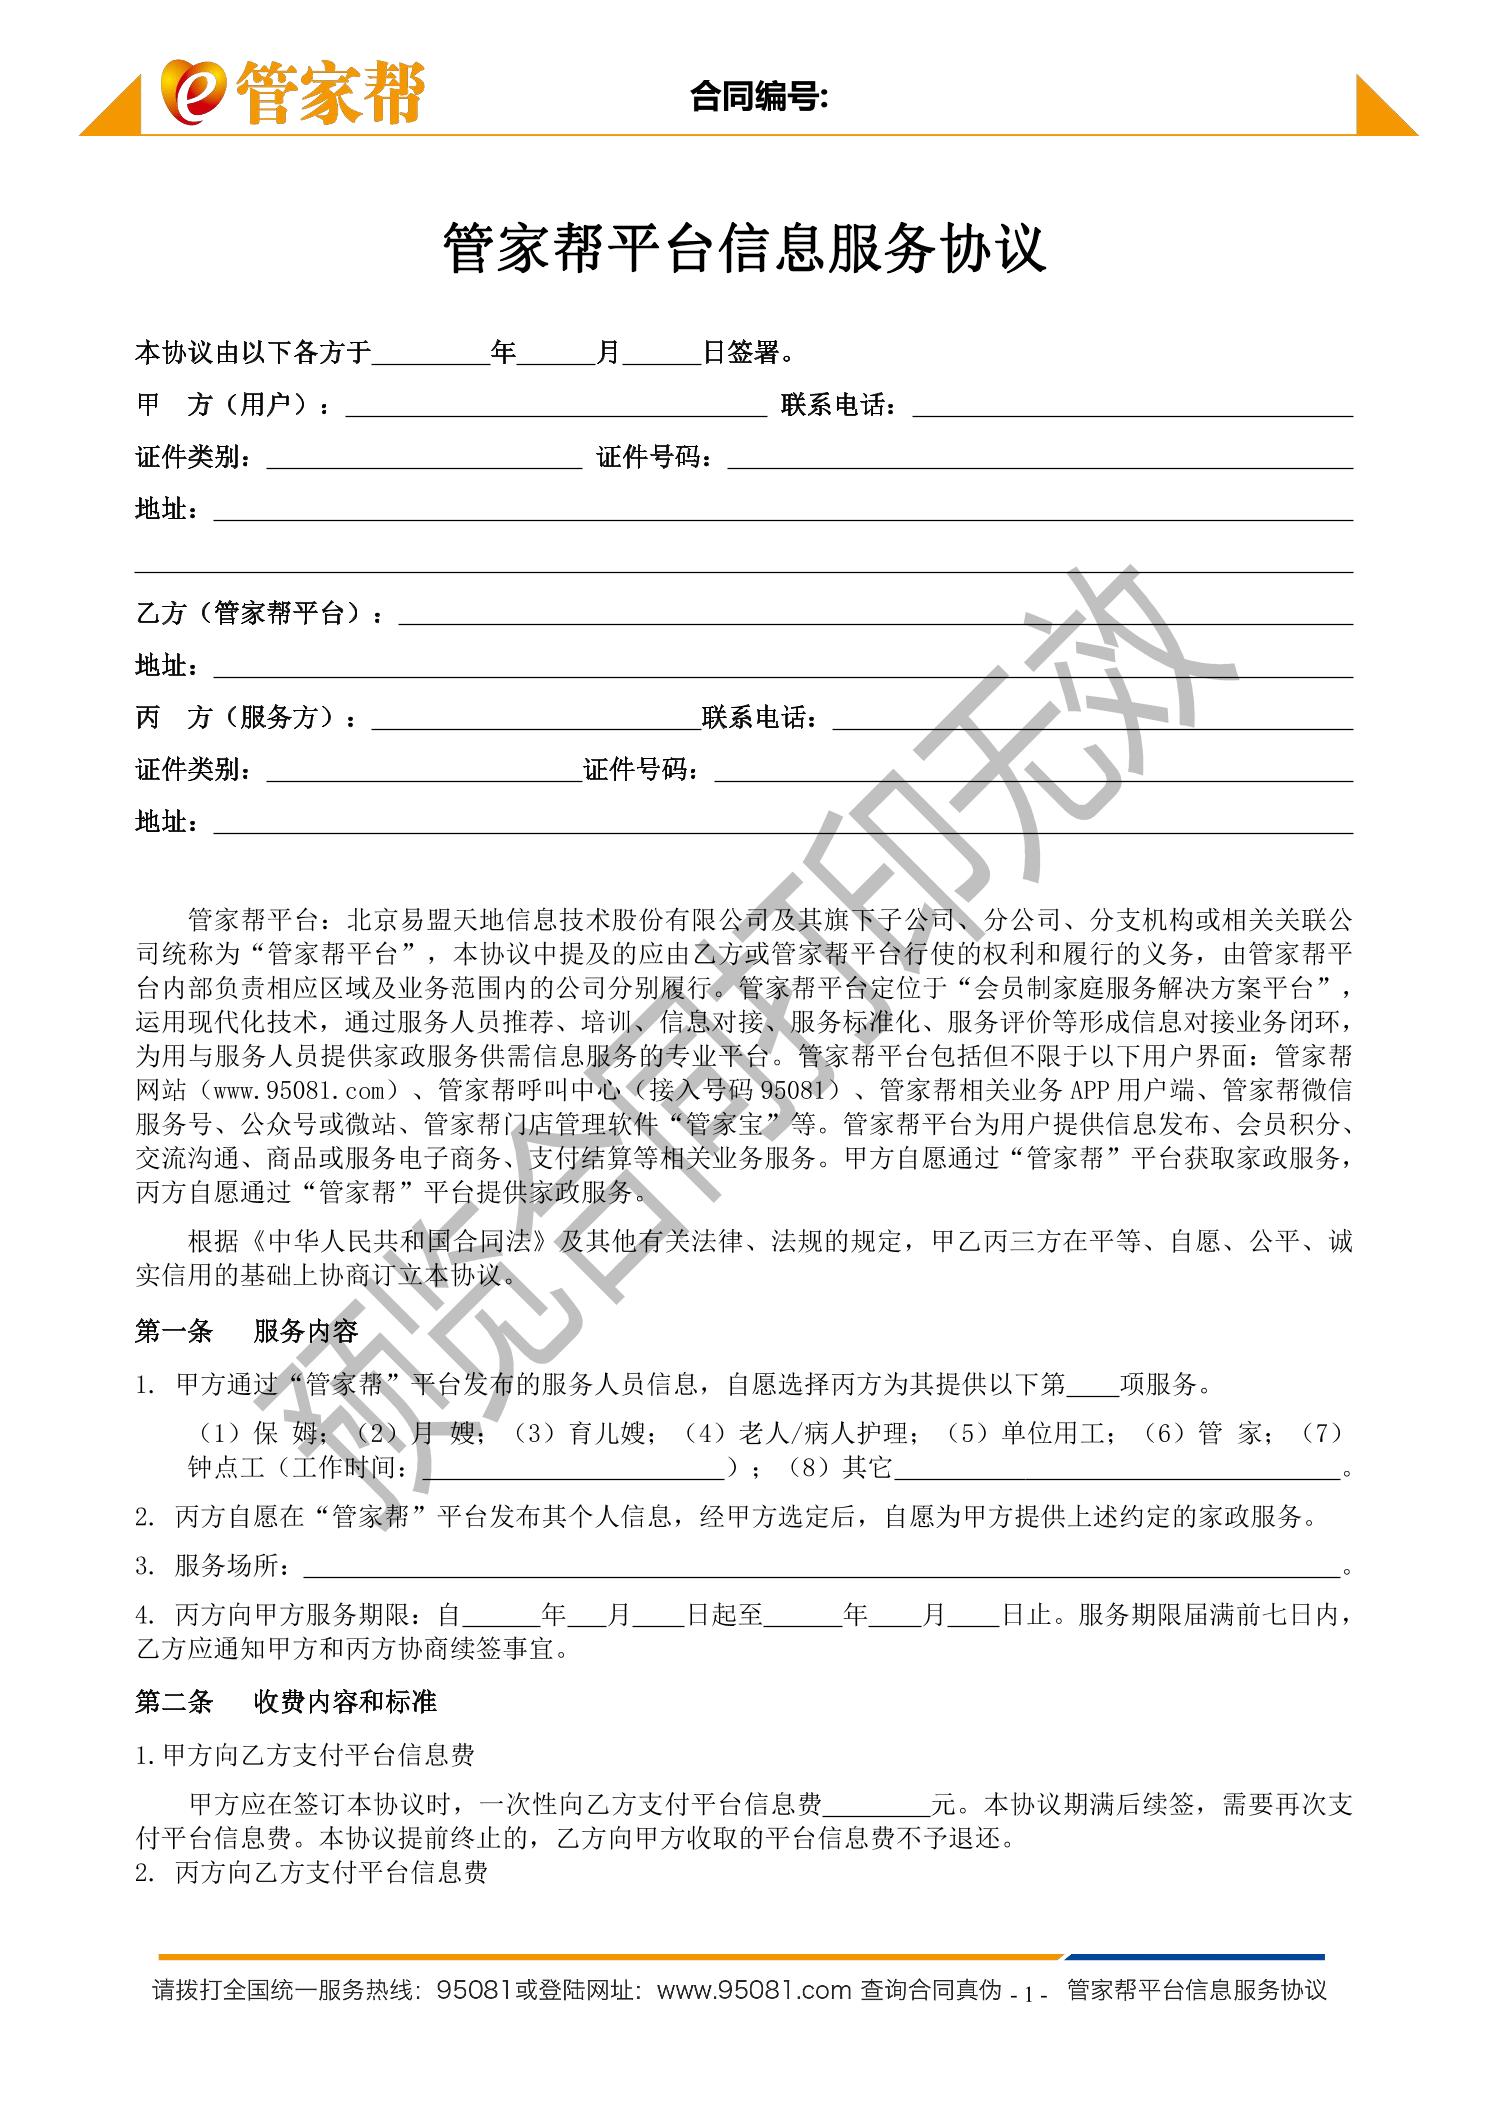 管家帮
合同编号:
管家帮平台信息服务协议
本协议由以下各方于_________年______月______日签署。
甲　方（用户）：________________________________ 联系电话：__________________________________
证件类别：________________________ 证件号码：________________________________________________
地址：________________________________________________________________________________
________________________________________________________________________________
乙方（管家帮平台）：________________________________________________________________________
地址：________________________________________________________________________________
丙　方（服务方）：_________________________联系电话：________________________________________
证件类别：________________________证件号码：________________________________________________
地址：________________________________________________________________________________
管家帮平台：北京易盟天地信息技术股份有限公司及其旗下子公司、分公司、分支机构或相关关联公
司统称为“管家帮平台”，本协议中提及的应由乙方或管家帮平台行使的权利和履行的义务，由管家帮平
台内部负责相应区域及业务范围内的公司分别履行。管家帮平台定位于“会员制家庭服务解决方案平台”，
运用现代化技术，通过服务人员推荐、培训、信息对接、服务标准化、服务评价等形成信息对接业务闭环，
为用与服务人员提供家政服务供需信息服务的专业平台。管家帮平台包括但不限于以下用户界面：管家帮
网站（www.95081.com）、管家帮呼叫中心（接入号码 95081）、管家帮相关业务 APP 用户端、管家帮微信
服务号、公众号或微站、管家帮门店管理软件“管家宝”等。管家帮平台为用户提供信息发布、会员积分、
交流沟通、商品或服务电子商务、支付结算等相关业务服务。甲方自愿通过“管家帮”平台获取家政服务，
丙方自愿通过“管家帮”平台提供家政服务。
根据《中华人民共和国合同法》及其他有关法律、法规的规定，甲乙丙三方在平等、自愿、公平、诚
实信用的基础上协商订立本协议。
第一条　服务内容
1. 甲方通过“管家帮”平台发布的服务人员信息，自愿选择丙方为其提供以下第____项服务。
（1）保 姆；（2）月 嫂；（3）育儿嫂；（4）老人/病人护理；（5）单位用工；（6）管 家；（7）
钟点工（工作时间：_______________________）；（8）其它__________________________________。
2. 丙方自愿在“管家帮”平台发布其个人信息，经甲方选定后，自愿为甲方提供上述约定的家政服务。
3. 服务场所：________________________________________________________________________。
4. 丙方向甲方服务期限：自______年___月____日起至______年____月____日止。服务期限届满前七日内，
乙方应通知甲方和丙方协商续签事宜。
第二条　收费内容和标准
1.甲方向乙方支付平台信息费
甲方应在签订本协议时，一次性向乙方支付平台信息费________元。本协议期满后续签，需要再次支
付平台信息费。本协议提前终止的，乙方向甲方收取的平台信息费不予退还。
2. 丙方向乙方支付平台信息费
预览合同打印无效
请拨打全国统一服务热线：95081或登陆网址：www.95081.com 查询合同真伪 - 1 - 管家帮平台信息服务协议